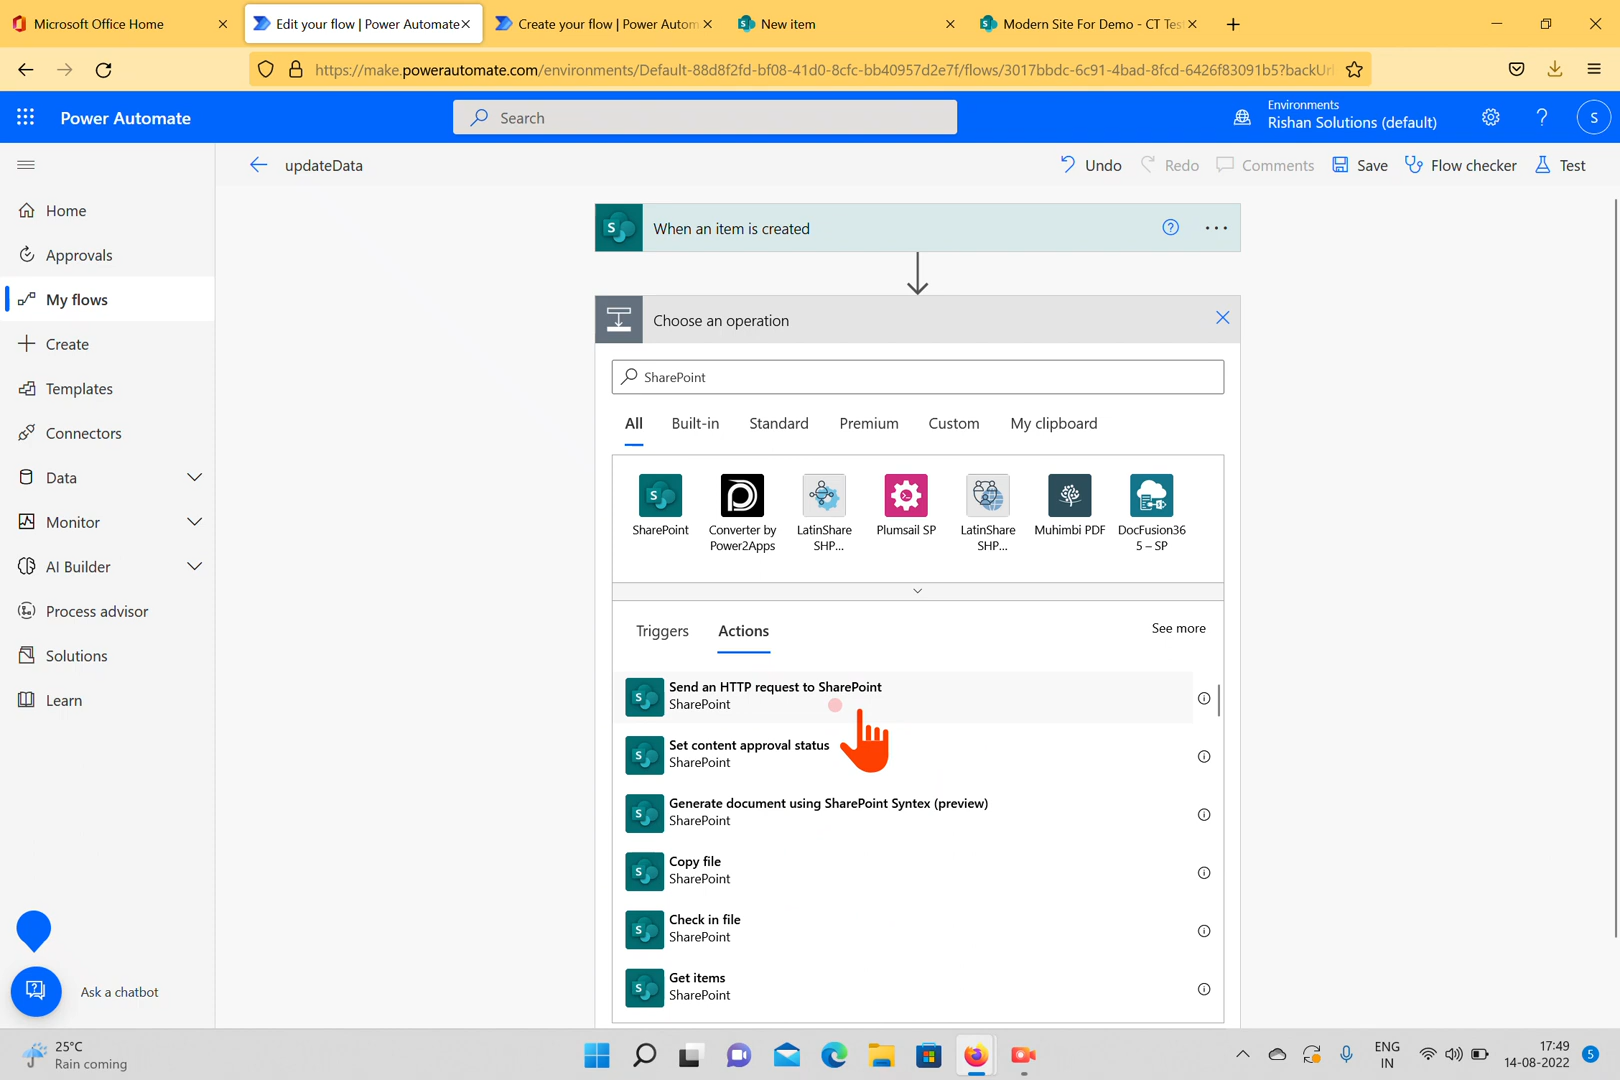 Microsoft Office Home
Edit your flow | Power Automate
Create your flow | Power Autom
New item
Modern Site For Demo - CT Tes
https://make.powerautomate.com/environments/Default-88d8f2fd-bf08-41d0-8cfc-bb40957d2e7f/flows/3017bbdc-6c91-4bad-8fcd-6426f83091b5?backUrl
Power Automate
Search
Environments
Rishan Solutions (default)
S
updateData
Undo
Redo
Comments
Save
Flow checker
Test
Home
Approvals
My flows
Create
Templates
Connectors
Data
Monitor
AI Builder
Process advisor
Solutions
Learn
Ask a chatbot
When an item is created
Choose an operation
SharePoint
All
Built-in
Standard
Premium
Custom
My clipboard
SharePoint
Converter by
Power2Apps
LatinShare
SHP...
Plumsail SP
LatinShare
SHP...
Muhimbi PDF
DocFusion36
5 – SP
Triggers
Actions
See more
Send an HTTP request to SharePoint
SharePoint
Set content approval status
SharePoint
Generate document using SharePoint Syntex (preview)
SharePoint
Copy file
SharePoint
Check in file
SharePoint
Get items
SharePoint
25°C
Rain coming
ENG
IN
17:49
14-08-2022
5